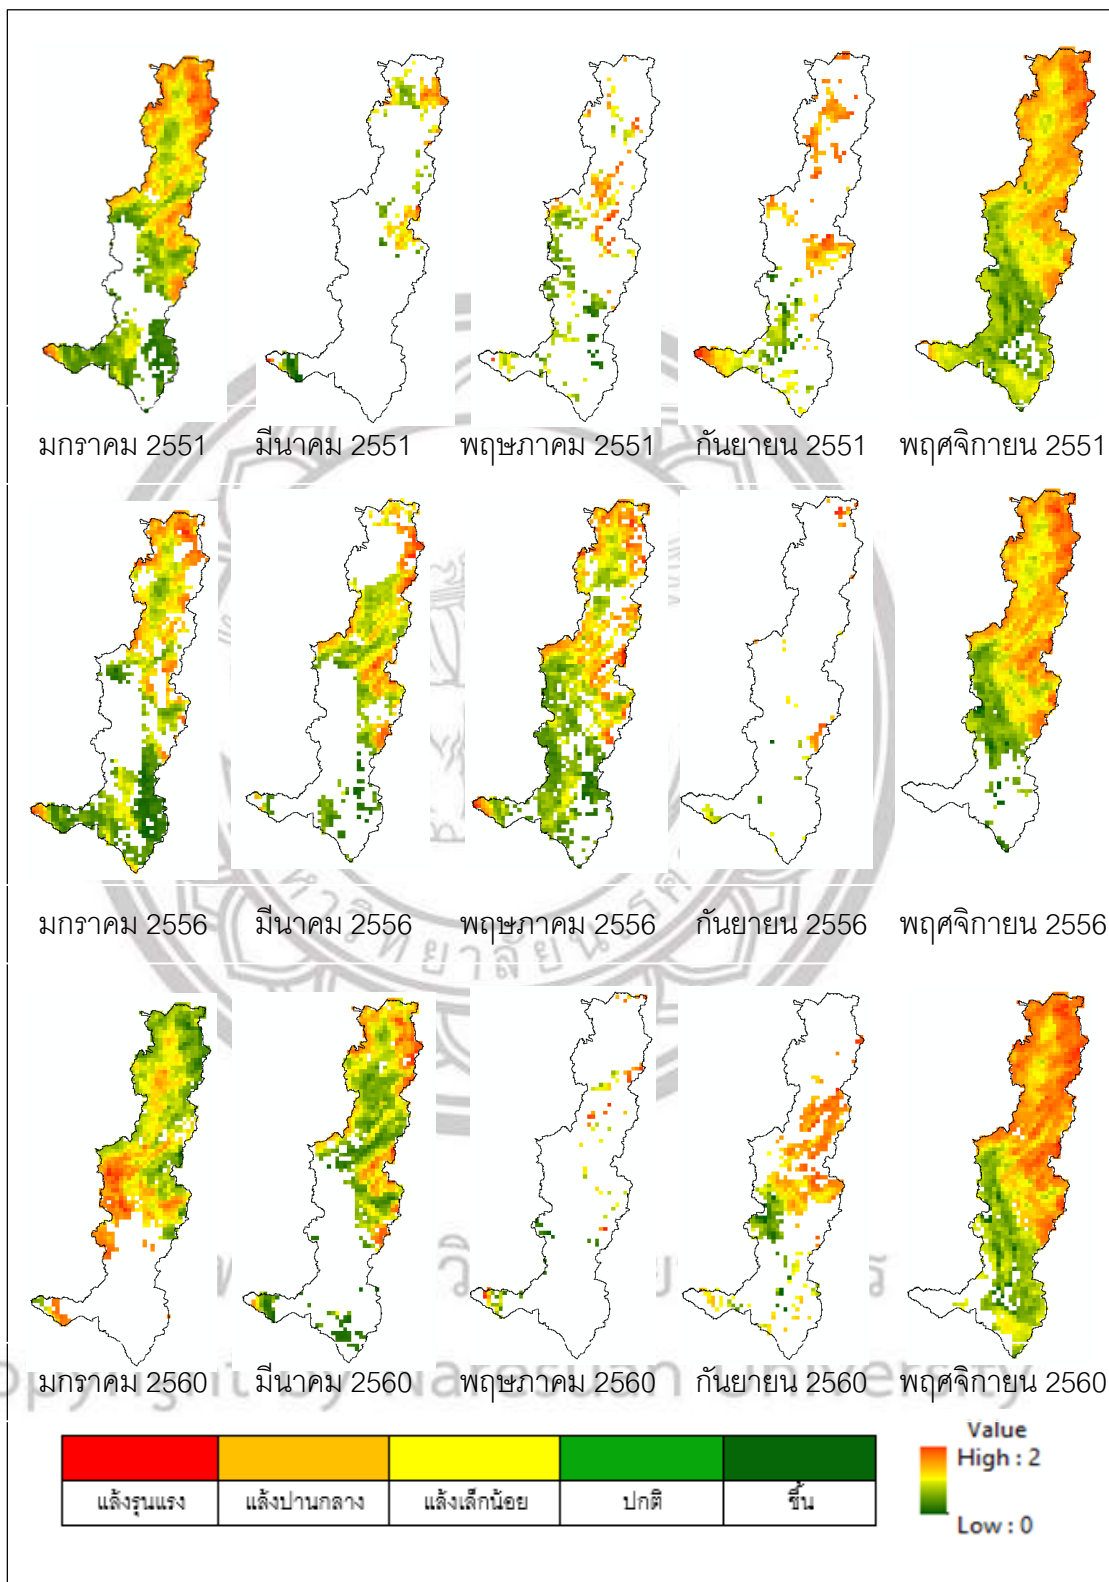 มกราคม 2551 มีนาคม 2551 พฤษภาคม 2551 กันยายน 2551 พฤศจิกายน 2551
มกราคม 2556 มีนาคม 2556 พฤษภาคม 2556 กันยายน 2556 พฤศจิกายน 2556
มกราคม 2560 มีนาคม 2560 พฤษภาคม 2560 กันยายน 2560 พฤศจิกายน 2560
Naresuan University
แล้งรุนแรง แล้งปานกลาง แล้งเล็กน้อย ปกติ ชื้น
Value
High : 2
Low : 0